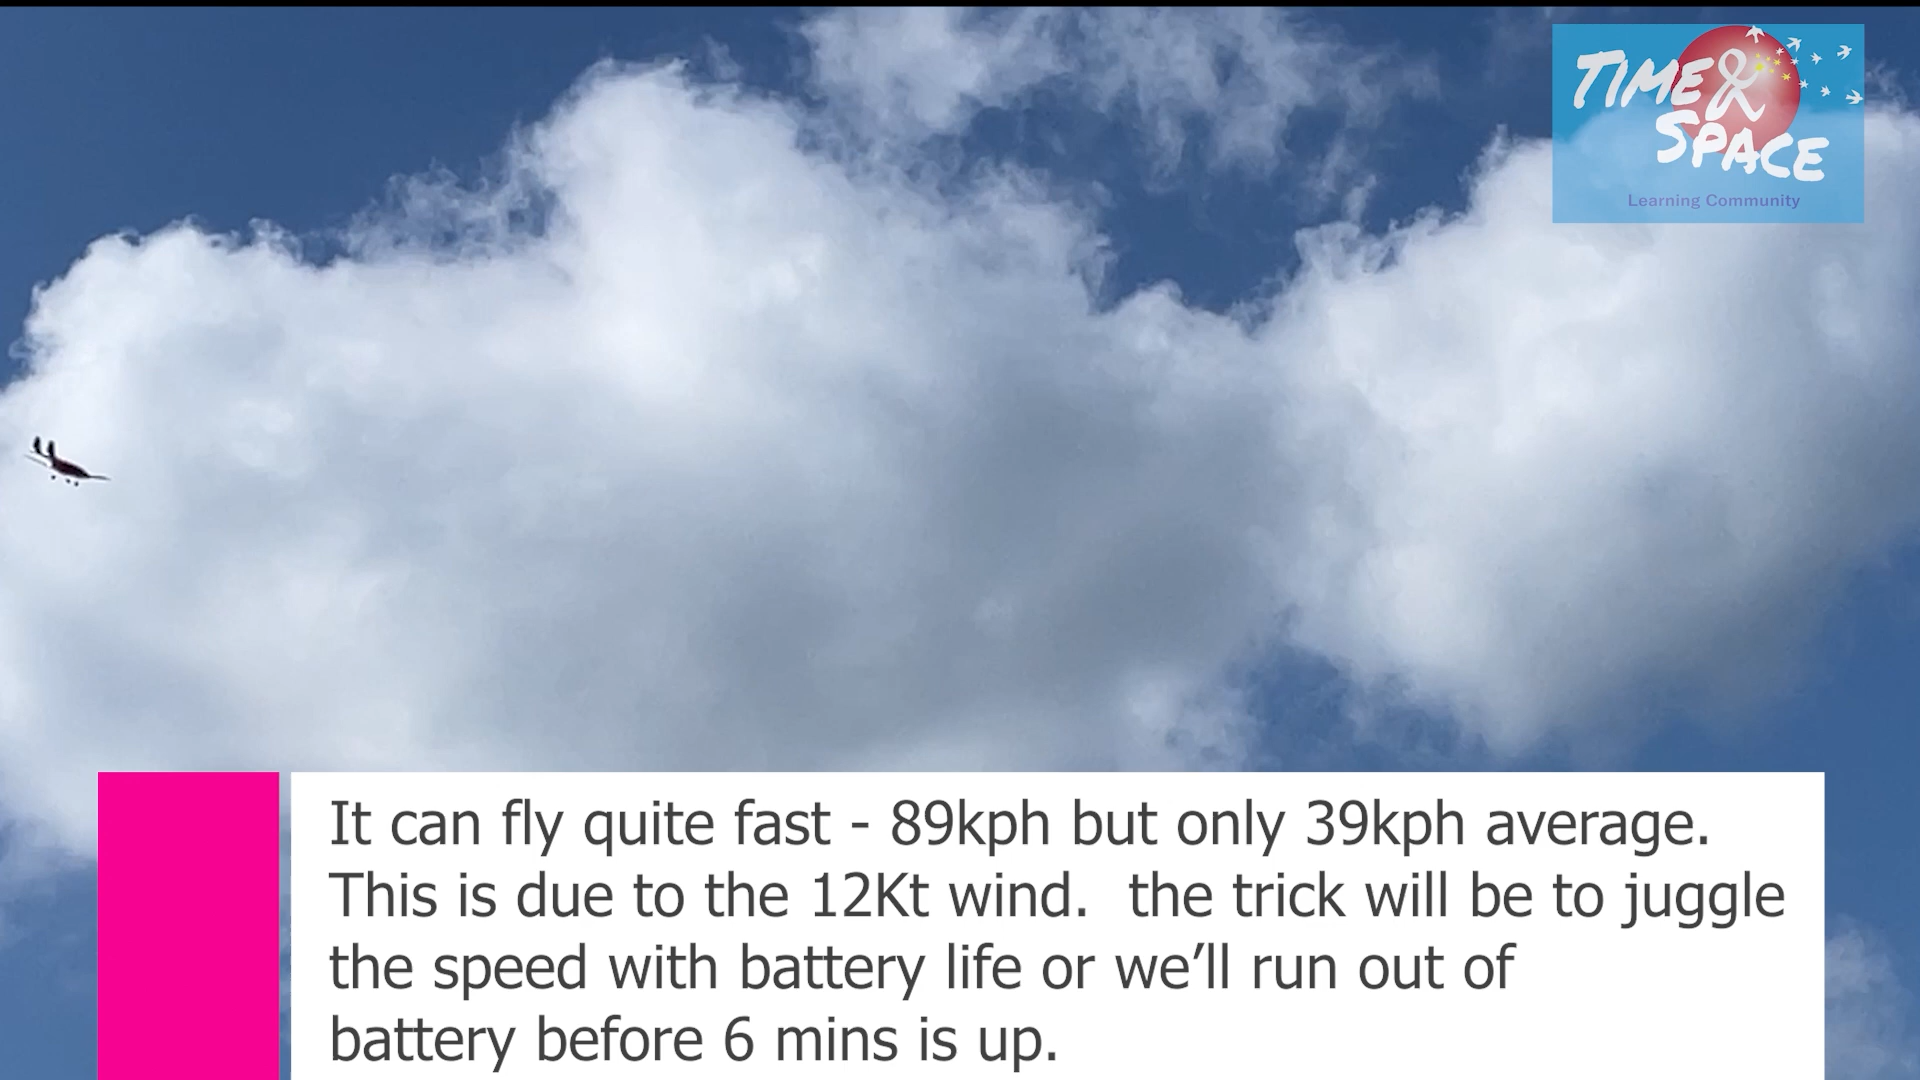 TIME &
SPACE
Learning Community
It can fly quite fast - 89kph but only 39kph average.
This is due to the 12Kt wind.  the trick will be to juggle
the speed with battery life or we’ll run out of
battery before 6 mins is up.